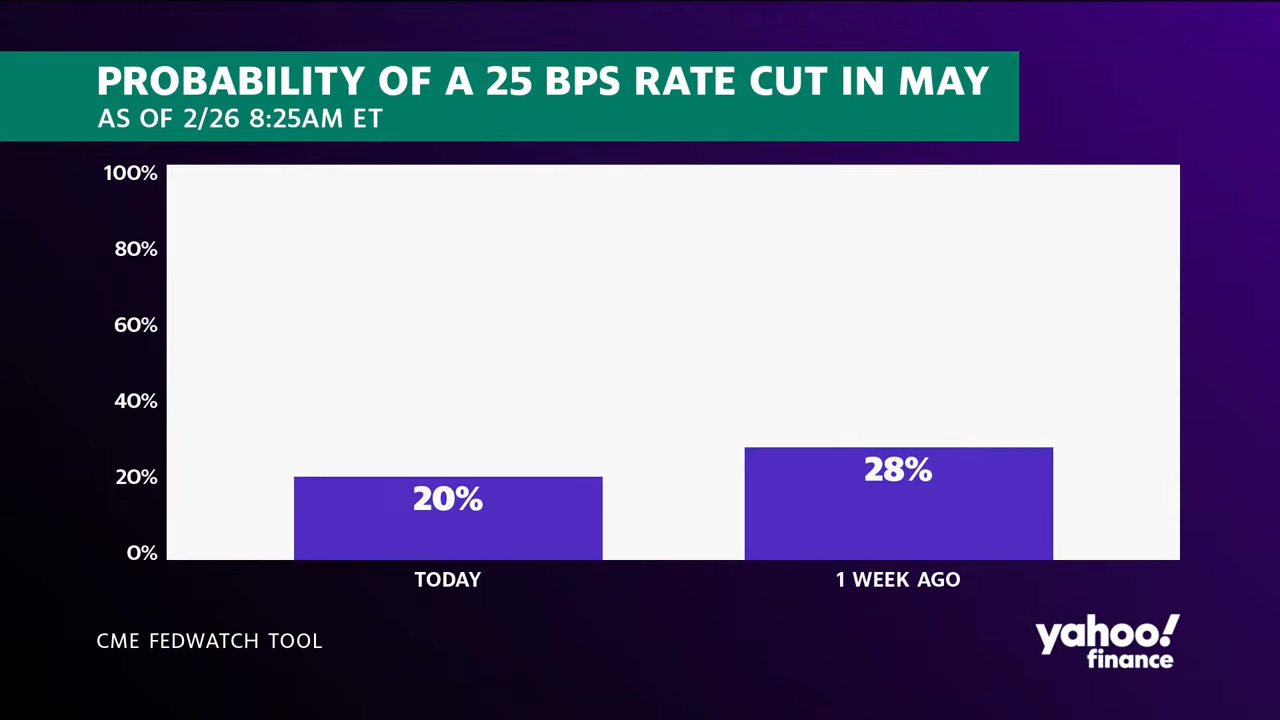 PROBABILITY OF A 25 BPS RATE CUT IN MAY
AS OF 2/26 8:25AM ET
100%
80%
60%
40%
20%
0%
20%
28%
TODAY
1 WEEK AGO
CME FEDWATCH TOOL
yahoo!
finance